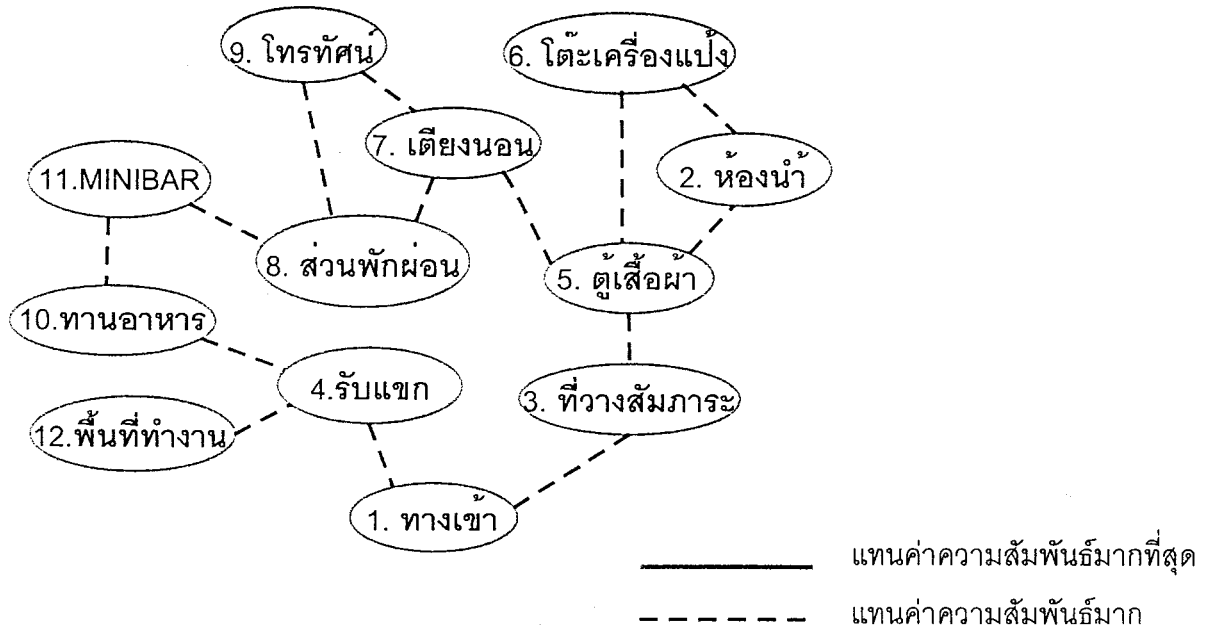 9. โทรทัศน์
6. โต๊ะเครื่องแป้ง
7. เตียงนอน
11.MINIBAR
2. ห้องน้ำ
8. ส่วนพักผ่อน
5. ตู้เสื้อผ้า
10.ทานอาหาร
4.รับแขก
3. ที่วางสัมภาระ
12.พื้นที่ทำงาน
1. ทางเข้า
แทนค่าความสัมพันธ์มากที่สุด
แทนค่าความสัมพันธ์มาก